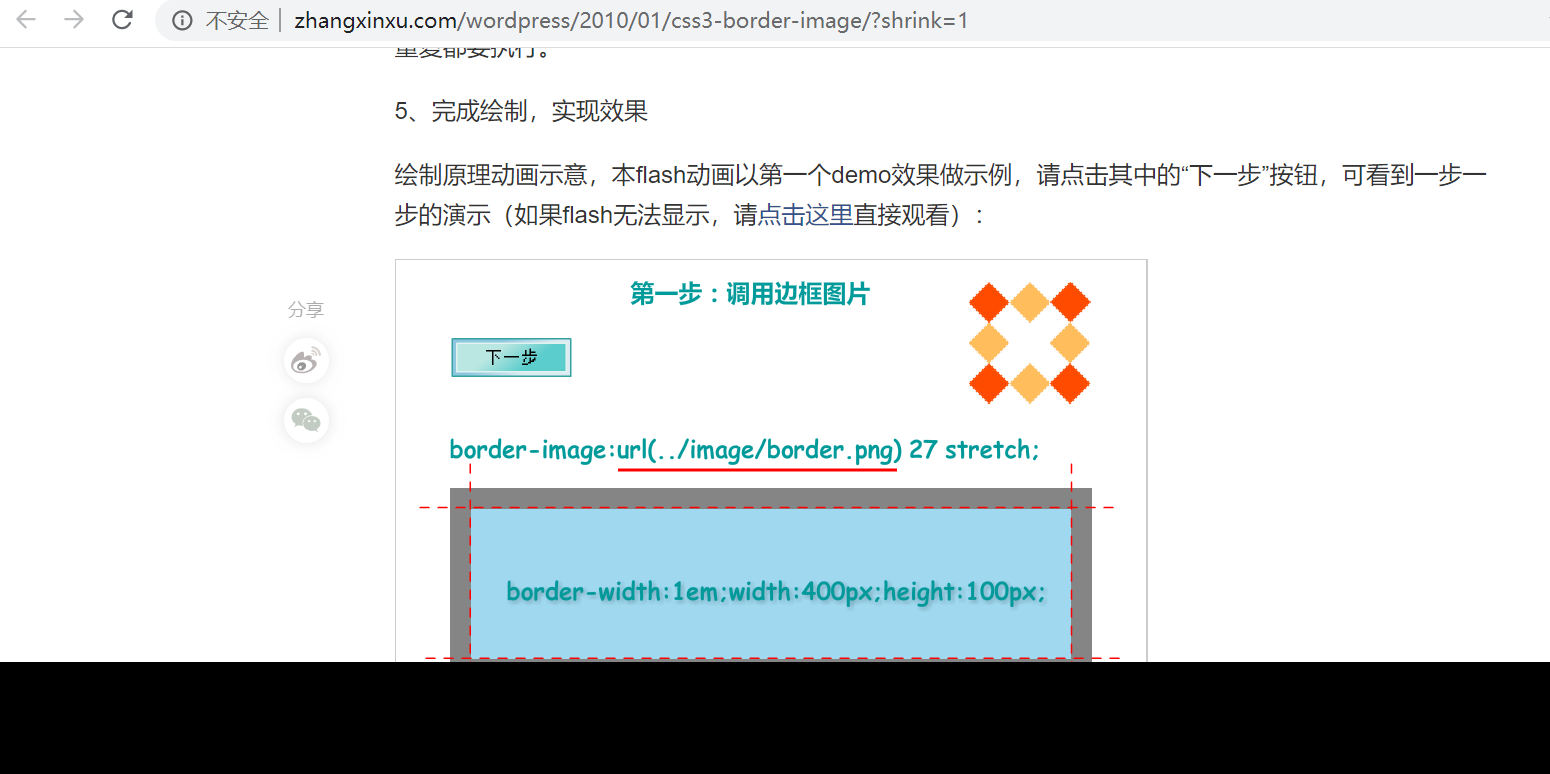 不安全 | zhangxinxu.com/wordpress/2010/01/css3-border-image/?shrink=1
重复都要执行。
5、完成绘制，实现效果
绘制原理动画示意，本flash动画以第一个demo效果做示例，请点击其中的“下一步”按钮，可看到一步一
步的演示（如果flash无法显示，请点击这里直接观看）：
分享
第一步：调用边框图片
下一步
border-image:url(../image/border.png) 27 stretch;
border-width:1em;width:400px;height:100px;